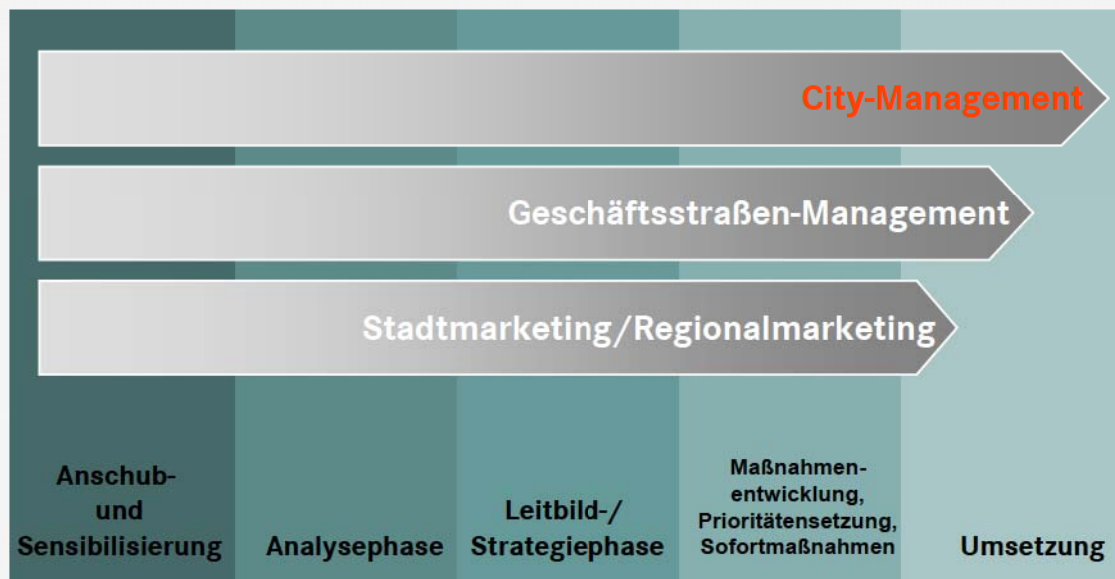 City-Management
Geschäftsstraßen-Management
Stadtmarketing/Regionalmarketing
Anschub-
und
Sensibilisierung
Analysephase
Leitbild-/
Strategiephase
Maßnahmen-
entwicklung,
Prioritätensetzung,
Sofortmaßnahmen
Umsetzung